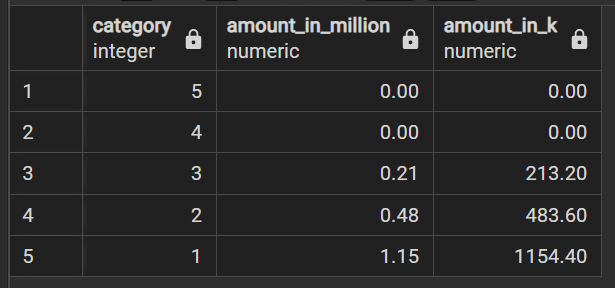 category amount_in_million amount_in_k
integer numeric numeric
1 5 0.00 0.00
2 4 0.00 0.00
3 3 0.21 213.20
4 2 0.48 483.60
5 1 1.15 1154.40